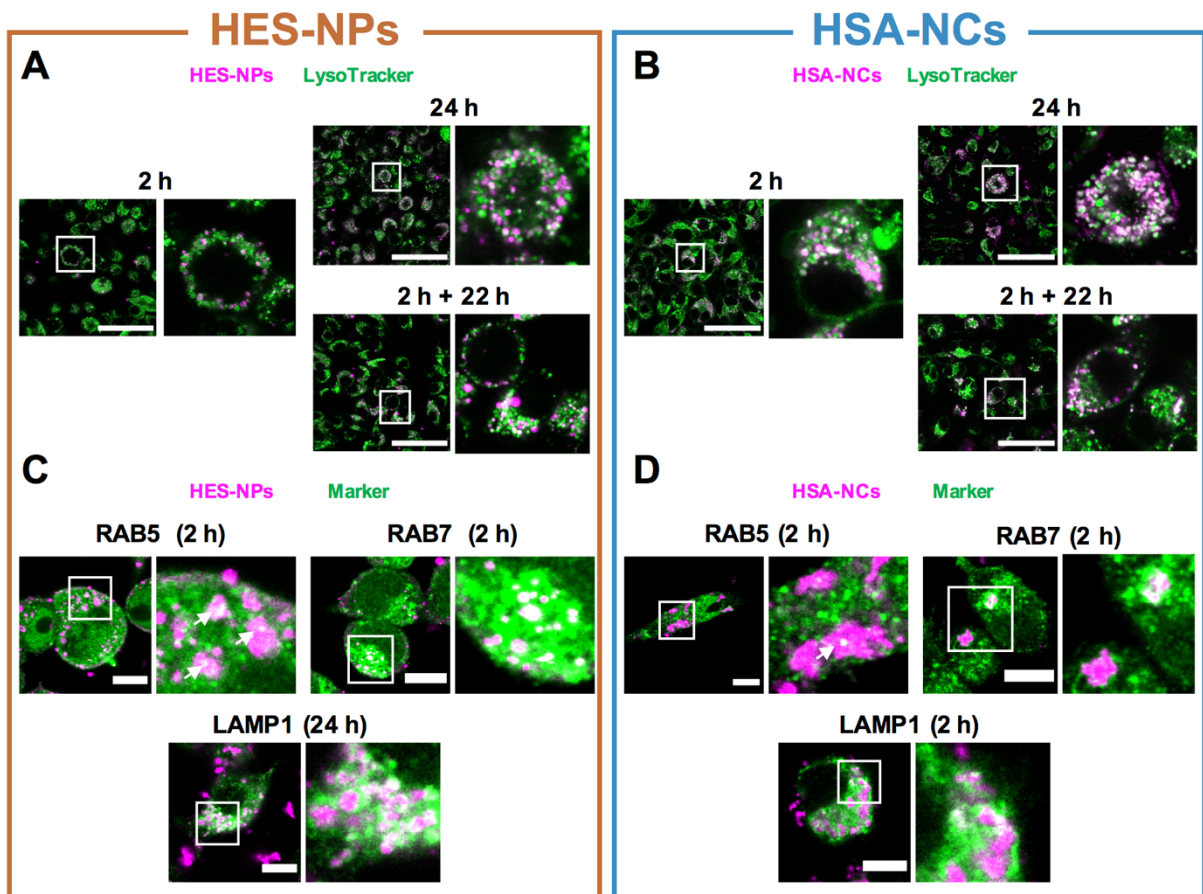 HES-NPs
A
HES-NPs LysoTracker
24 h
2 h
2 h + 22 h
C
HES-NPs Marker
RAB5 (2 h) RAB7 (2 h)
LAMP1 (24 h)
HSA-NCs
B
HSA-NCs LysoTracker
24 h
2 h
2 h + 22 h
D
HSA-NCs Marker
RAB5 (2 h) RAB7 (2 h)
LAMP1 (2 h)